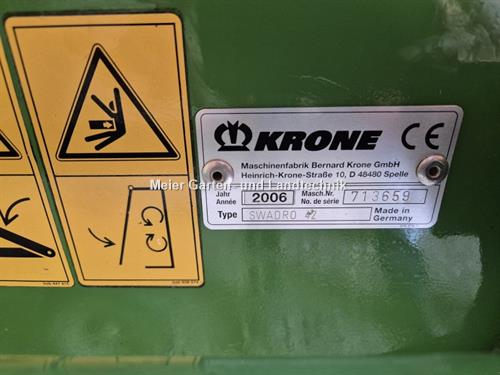 KRONE CE
Maschinenfabrik Bernard Krone GmbH
Heinrich-Krone-Straße 10, D 48480 Spelle
Meier Garten- und Landtechnik
Jahr
Année
2006
Masch.Nr.
No. de série
713659
Type
SWADRO
Made in
Germany